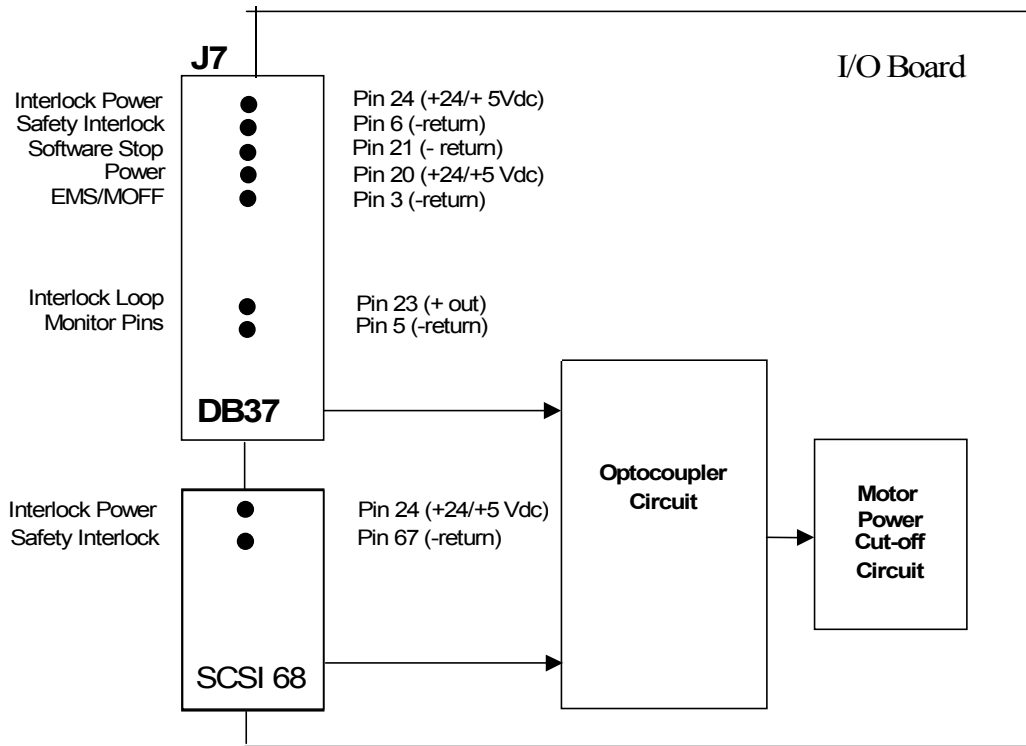 J7
I/O Board
Interlock Power
Pin 24 (+24/+ 5Vdc)
Safety Interlock
Pin 6 (-return)
Software Stop
Pin 21 (- return)
Power
Pin 20 (+24/+5 Vdc)
EMS/MOFF
Pin 3 (-return)
Interlock Loop
Pin 23 (+ out)
Monitor Pins
Pin 5 (-return)
DB37
Interlock Power
Pin 24 (+24/+5 Vdc)
Safety Interlock
Pin 67 (-return)
SCSI 68
Optocoupler
Circuit
Motor
Power
Cut-off
Circuit